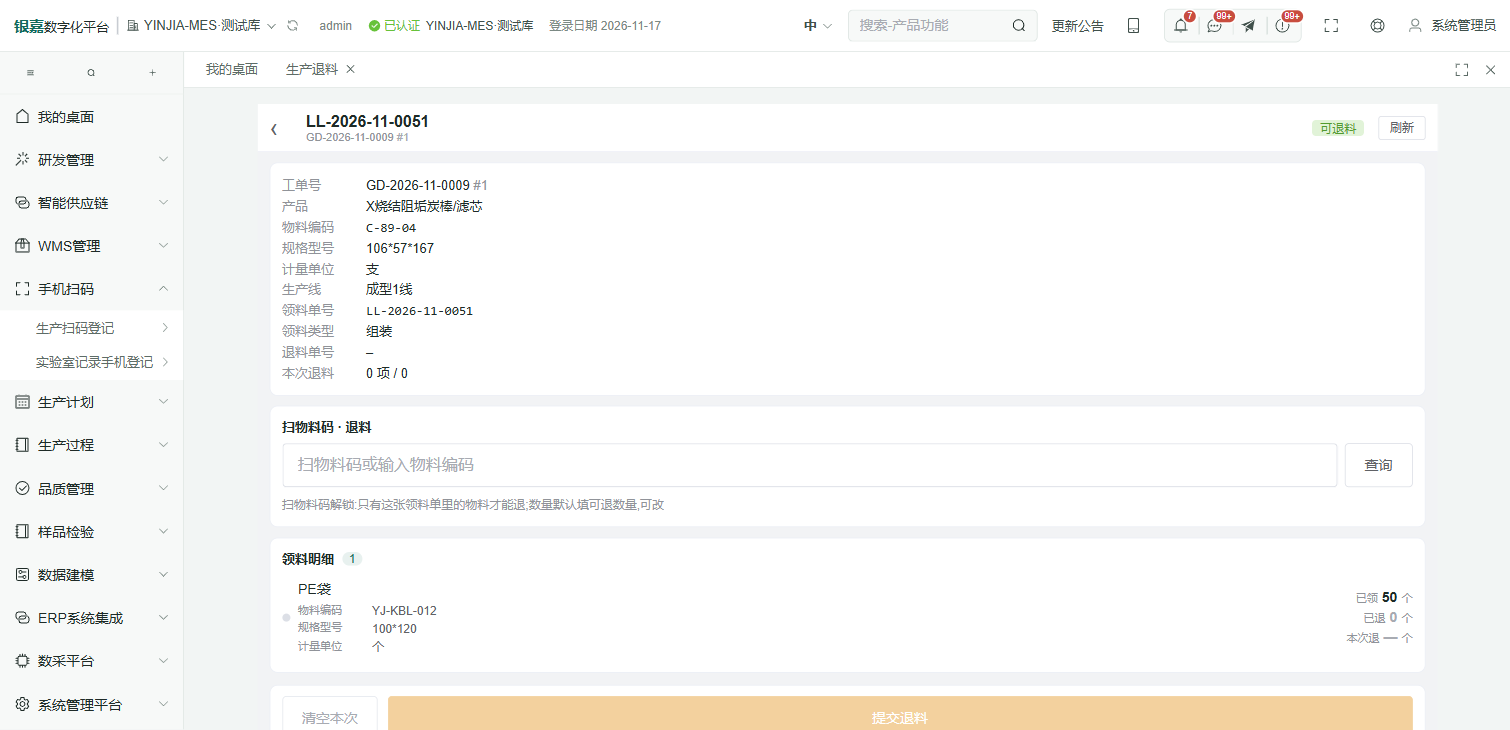 银嘉数字化平台 YINJIA-MES·测试库 admin 已认证 YINJIA-MES·测试库 登录日期 2026-11-17 中 搜索-产品功能 更新公告 7 99+ 99+ 系统管理员
我的桌面 生产退料
我的桌面
研发管理
智能供应链
WMS管理
手机扫码
生产扫码登记
实验室记录手机登记
生产计划
生产过程
品质管理
样品检验
数据建模
ERP系统集成
数采平台
系统管理平台
LL-2026-11-0051
GD-2026-11-0009 #1
可退料 刷新
工单号 GD-2026-11-0009 #1
产品 X烧结阻垢炭棒/滤芯
物料编码 C-89-04
规格型号 106*57*167
计量单位 支
生产线 成型1线
领料单号 LL-2026-11-0051
领料类型 组装
退料单号 —
本次退料 0 项 / 0
扫物料码 · 退料
扫物料码或输入物料编码 查询
扫物料码解锁:只有这张领料单里的物料才能退;数量默认填可退数量,可改
领料明细 1
PE袋
物料编码 YJ-KBL-012
规格型号 100*120
计量单位 个
已领 50 个
已退 0 个
本次退 — 个
清空本次 提交退料